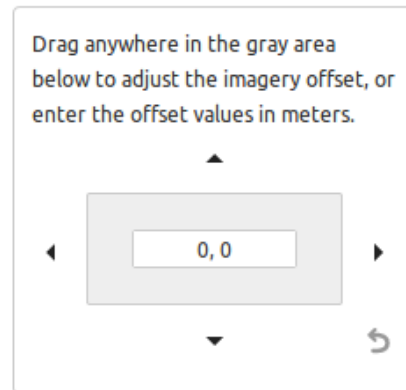 Drag anywhere in the gray area
below to adjust the imagery offset, or
enter the offset values in meters.
0, 0